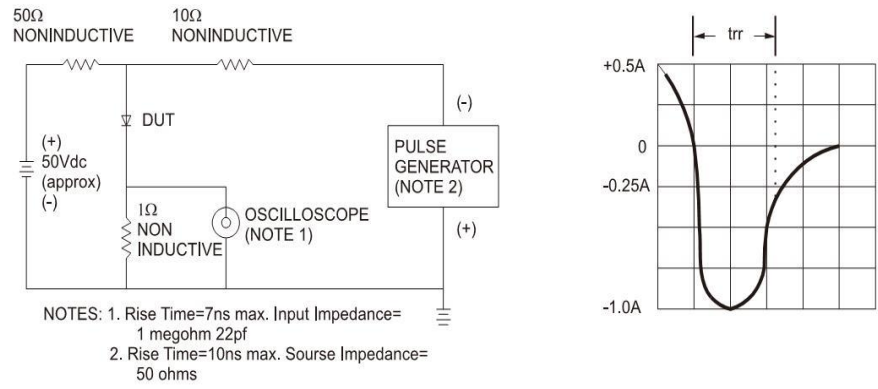 50Ω
NONINDUCTIVE
10Ω
NONINDUCTIVE
DUT
(+)
50Vdc
(approx)
(-)
1Ω
NON
INDUCTIVE
OSCILLOSCOPE
(NOTE 1)
(-)
PULSE
GENERATOR
(NOTE 2)
(+)
NOTES: 1. Rise Time=7ns max. Input Impedance=
1 megohm 22pf
2. Rise Time=10ns max. Sourse Impedance=
50 ohms
trr
+0.5A
0
-0.25A
-1.0A